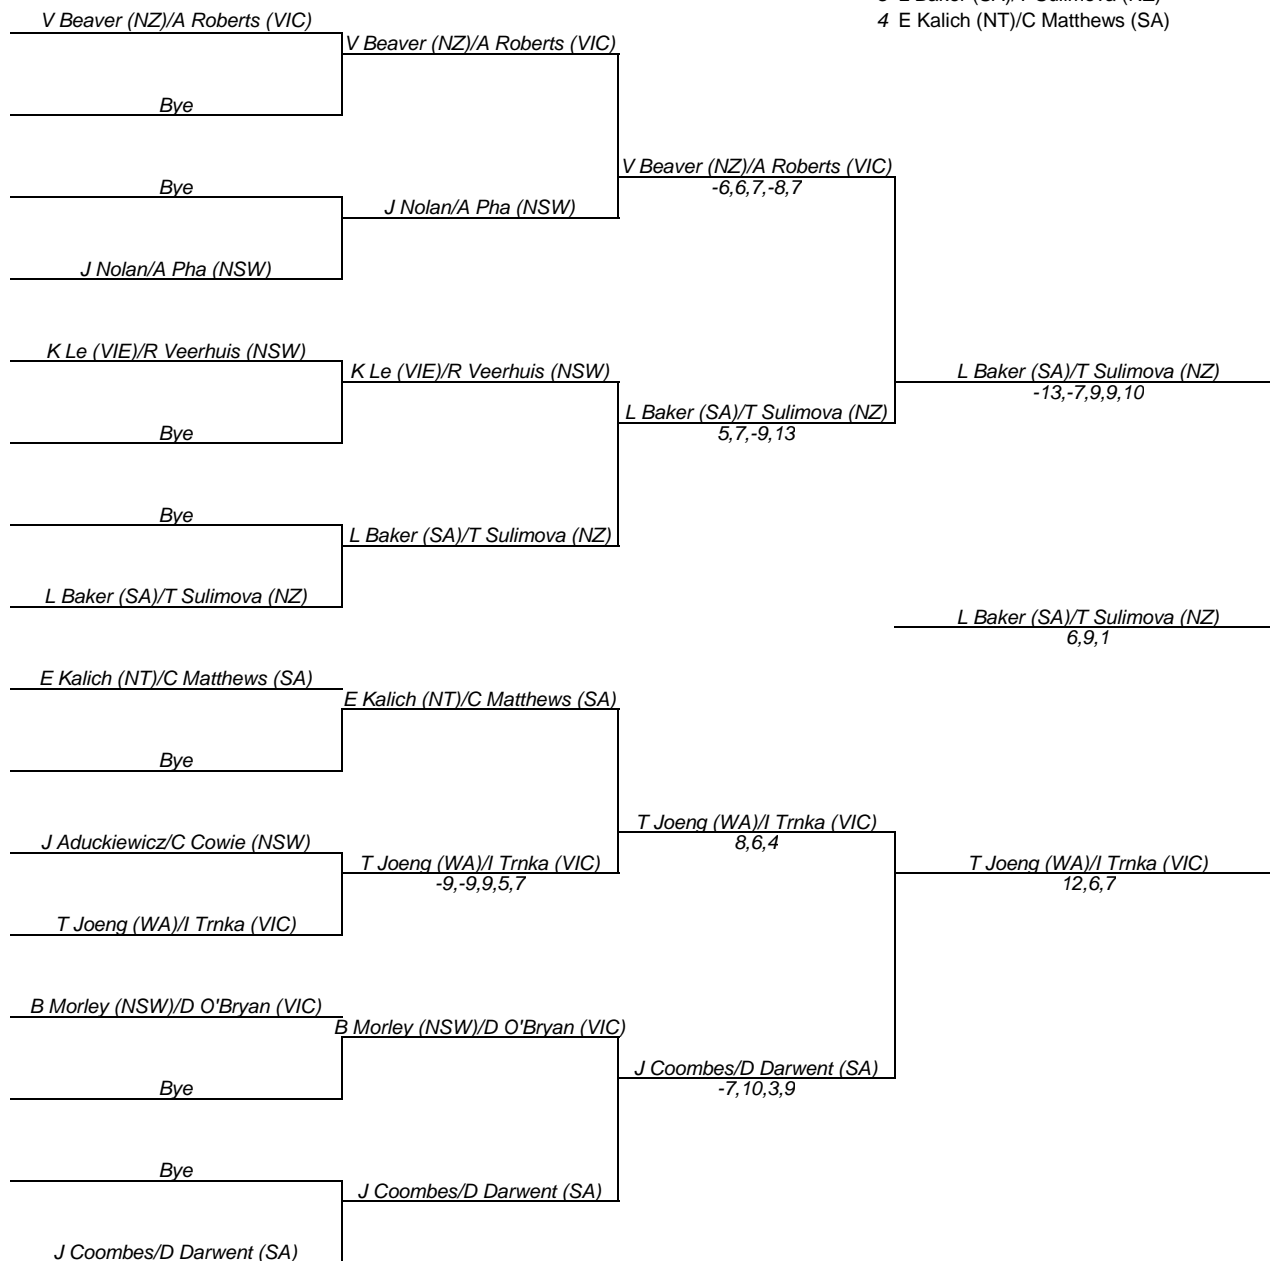 3 L Baker (SA)/T Sulimova (NZ)
4 E Kalich (NT)/C Matthews (SA)
V Beaver (NZ)/A Roberts (VIC)
V Beaver (NZ)/A Roberts (VIC)
Bye
V Beaver (NZ)/A Roberts (VIC)
-6,6,7,-8,7
Bye
J Nolan/A Pha (NSW)
J Nolan/A Pha (NSW)
K Le (VIE)/R Veerhuis (NSW)
K Le (VIE)/R Veerhuis (NSW)
L Baker (SA)/T Sulimova (NZ)
-13,-7,9,9,10
L Baker (SA)/T Sulimova (NZ)
5,7,-9,13
Bye
Bye
L Baker (SA)/T Sulimova (NZ)
L Baker (SA)/T Sulimova (NZ)
L Baker (SA)/T Sulimova (NZ)
6,9,1
E Kalich (NT)/C Matthews (SA)
E Kalich (NT)/C Matthews (SA)
Bye
T Joeng (WA)/I Trnka (VIC)
8,6,4
J Aduckiewicz/C Cowie (NSW)
T Joeng (WA)/I Trnka (VIC)
-9,-9,9,5,7
T Joeng (WA)/I Trnka (VIC)
12,6,7
T Joeng (WA)/I Trnka (VIC)
B Morley (NSW)/D O'Bryan (VIC)
B Morley (NSW)/D O'Bryan (VIC)
J Coombes/D Darwent (SA)
-7,10,3,9
Bye
Bye
J Coombes/D Darwent (SA)
J Coombes/D Darwent (SA)